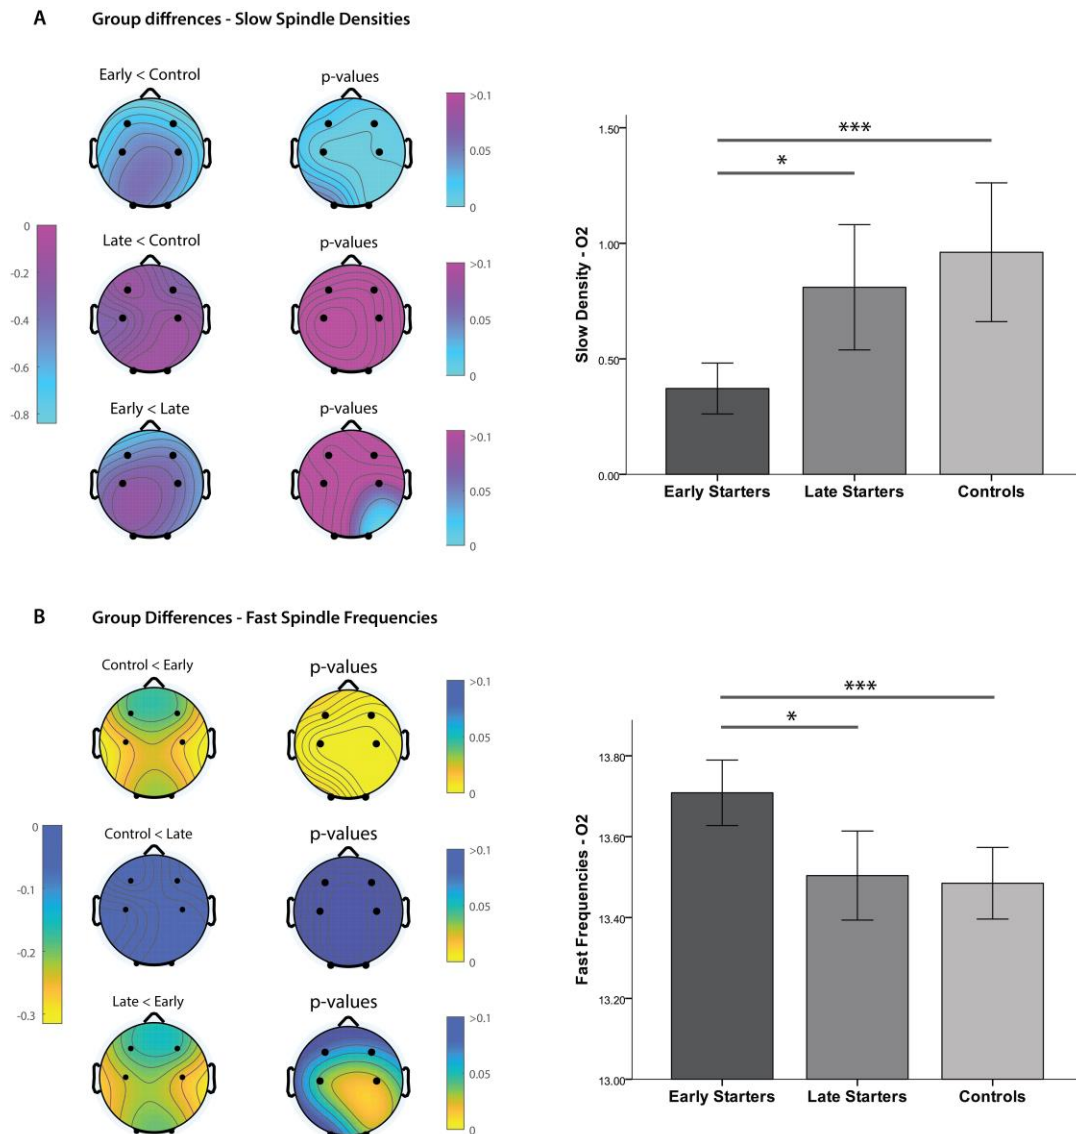 A Group diffrences - Slow Spindle Densities
Early < Control
p-values
>0.1
0.05
0
Late < Control
p-values
>0.1
0.05
0
0
-0.2
-0.4
-0.6
-0.8
Early < Late
p-values
>0.1
0.05
0
Slow Density - O2
1.50
1.00
0.50
0.00
***
*
Early Starters Late Starters Controls
B Group Differences - Fast Spindle Frequencies
Control < Early
p-values
>0.1
0.05
0
Control < Late
p-values
>0.1
0.05
0
0
-0.1
-0.2
-0.3
Late < Early
p-values
>0.1
0.05
0
Fast Frequencies - O2
13.80
13.60
13.40
13.20
13.00
***
*
Early Starters Late Starters Controls